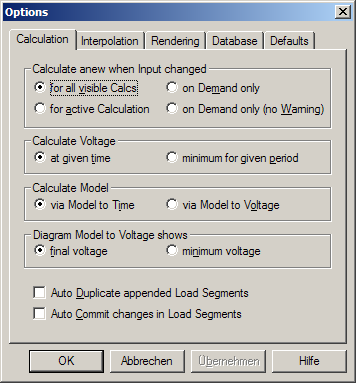 Options
Calculation Interpolation Rendering Database Defaults
Calculate anew when Input changed
for all visible Calcs on Demand only
for active Calculation on Demand only (no Warning)
Calculate Voltage
at given time minimum for given period
Calculate Model
via Model to Time via Model to Voltage
Diagram Model to Voltage shows
final voltage minimum voltage
Auto Duplicate appended Load Segments
Auto Commit changes in Load Segments
OK Abbrechen Übernehmen Hilfe